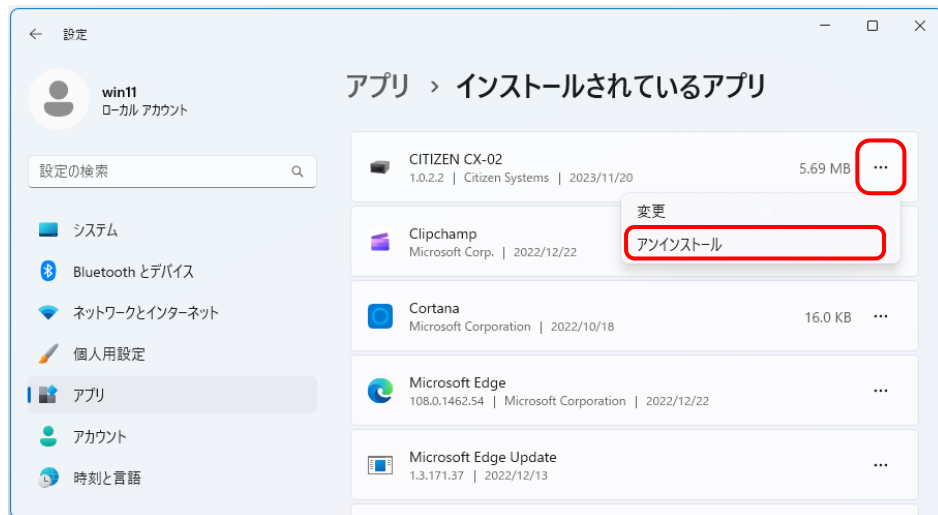 設定
win11
ローカル アカウント
設定の検索
システム
Bluetooth とデバイス
ネットワークとインターネット
個人用設定
アプリ
アカウント
時刻と言語
アプリ › インストールされているアプリ
CITIZEN CX-02
1.0.2.2 | Citizen Systems | 2023/11/20
5.69 MB
変更
アンインストール
Clipchamp
Microsoft Corp. | 2022/12/22
Cortana
Microsoft Corporation | 2022/10/18
16.0 KB
Microsoft Edge
108.0.1462.54 | Microsoft Corporation | 2022/12/22
Microsoft Edge Update
1.3.171.37 | 2022/12/13